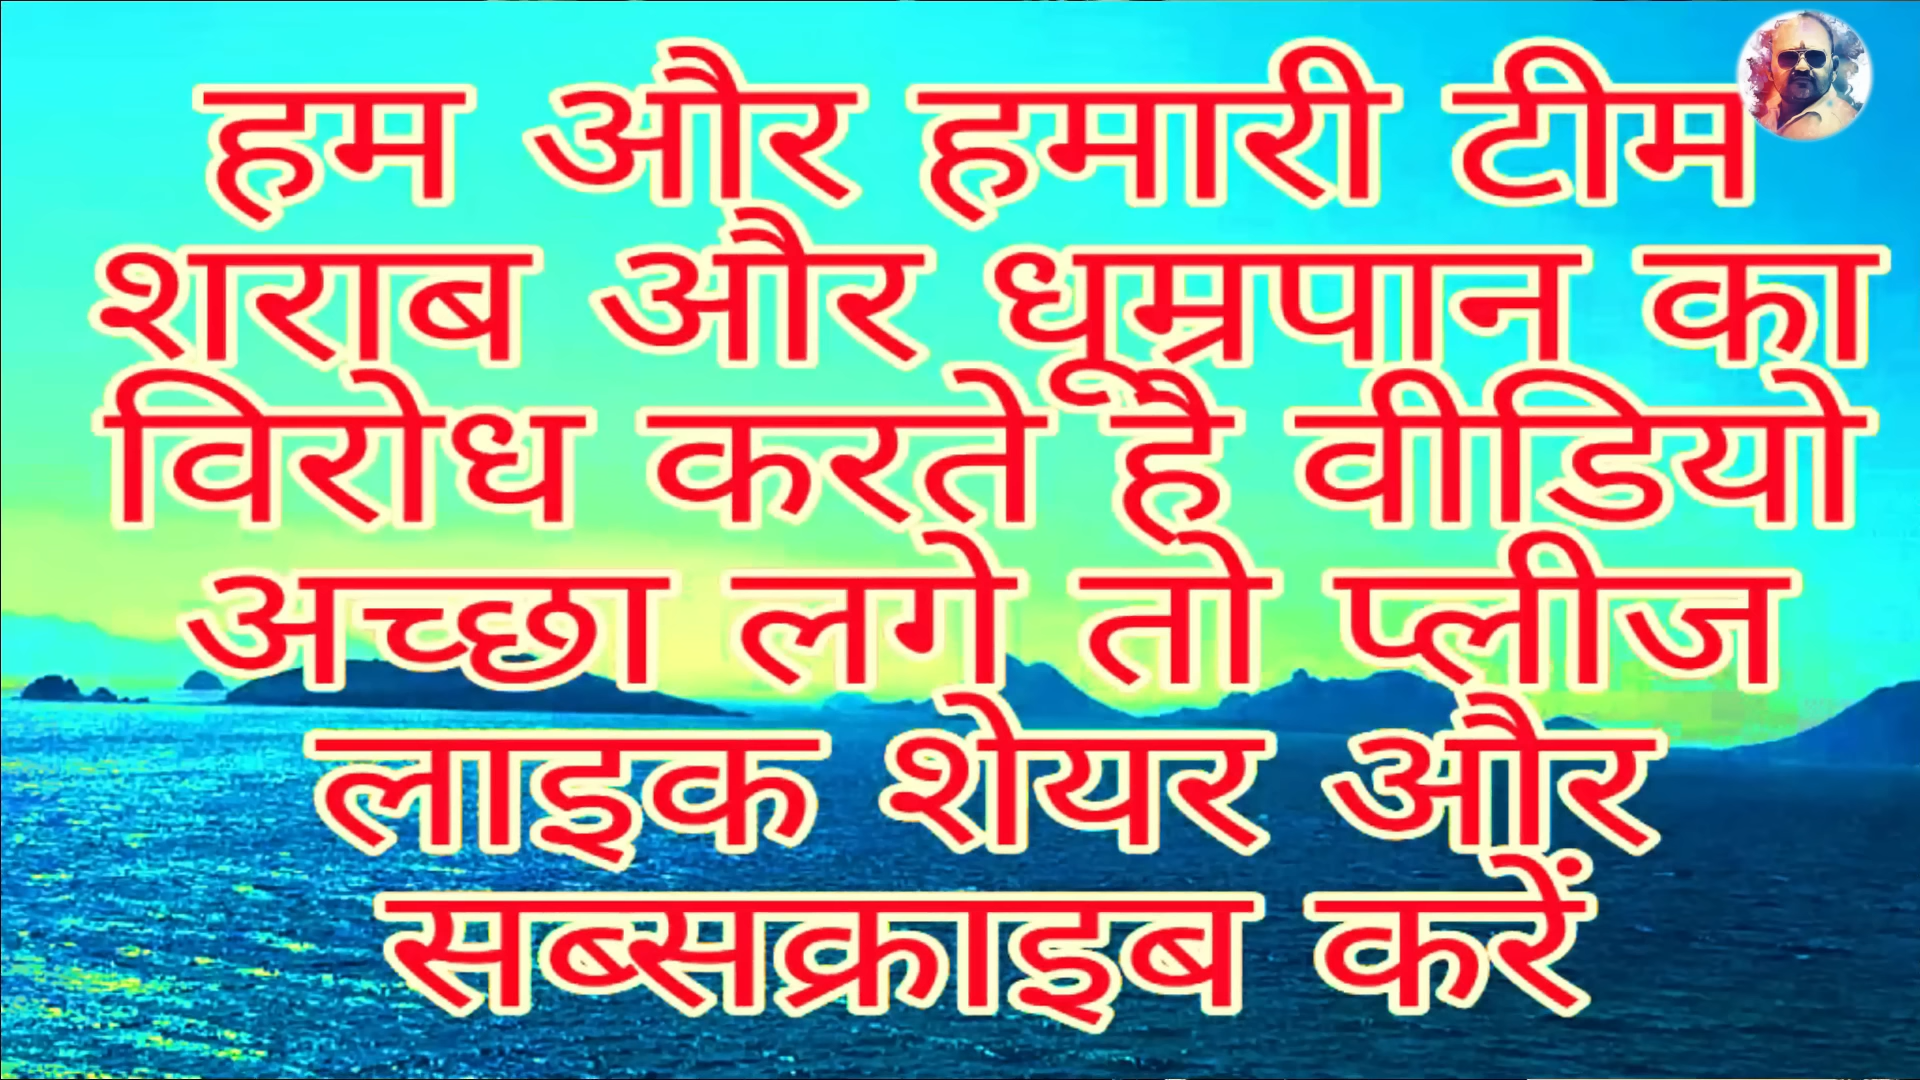 हम और हमारी टीम
शराब और धूम्रपान का
विरोध करते है वीडियो
अच्छा लगे तो प्लीज
लाइक शेयर और
सब्सक्राइब करें